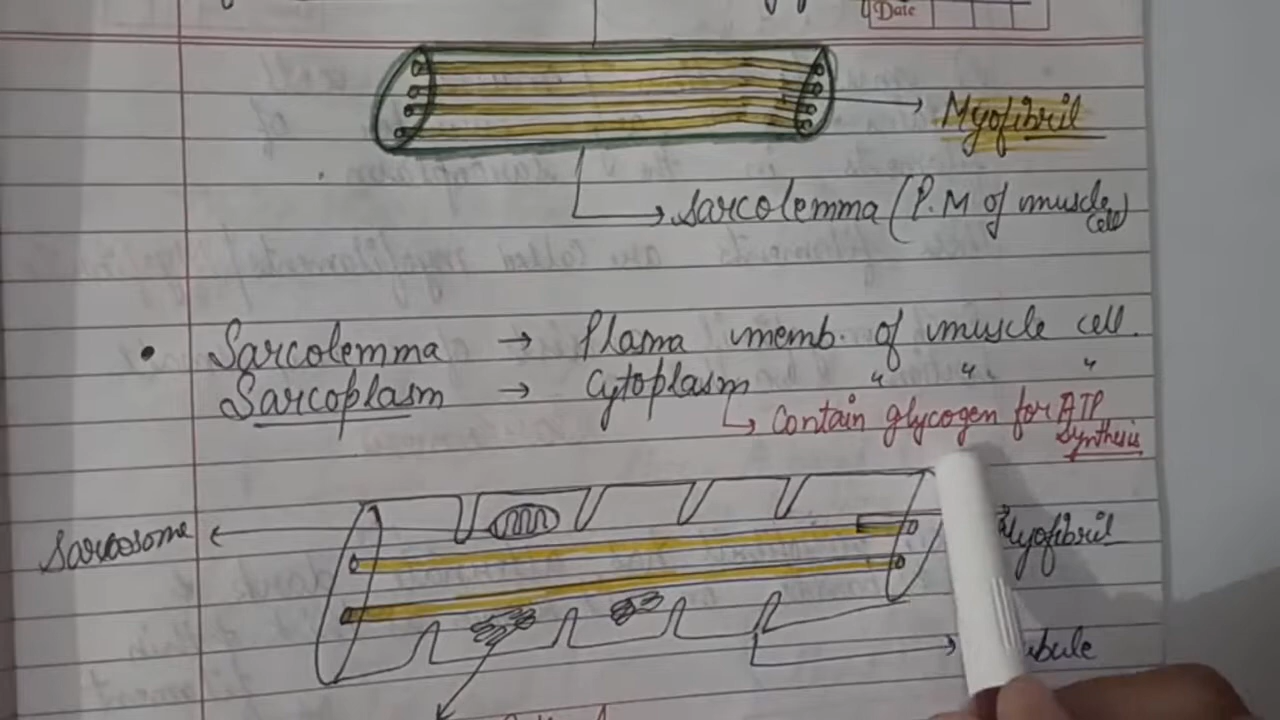 Date
Myofibril
Sarcolemma (P.M of muscle cell)
• Sarcolemma → Plasma memb. of muscle cell.
Sarcoplasm → Cytoplasm " " "
↳ Contain glycogen for ATP Synthesis
Sarcosome
Myofibril